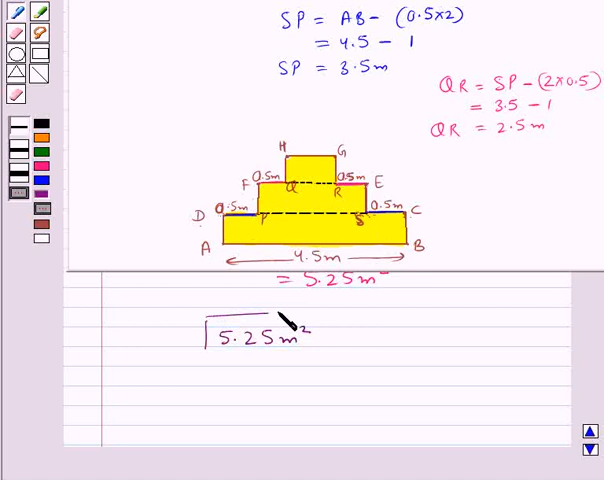 SP = AB - (0.5×2)
= 4.5 - 1
SP = 3.5m
QR = SP - (2×0.5)
= 3.5 - 1
QR = 2.5m
H G
F 0.5m Q R 0.5m E
D 0.5m P S 0.5m C
A B
4.5m
= 5.25m²
5.25m²